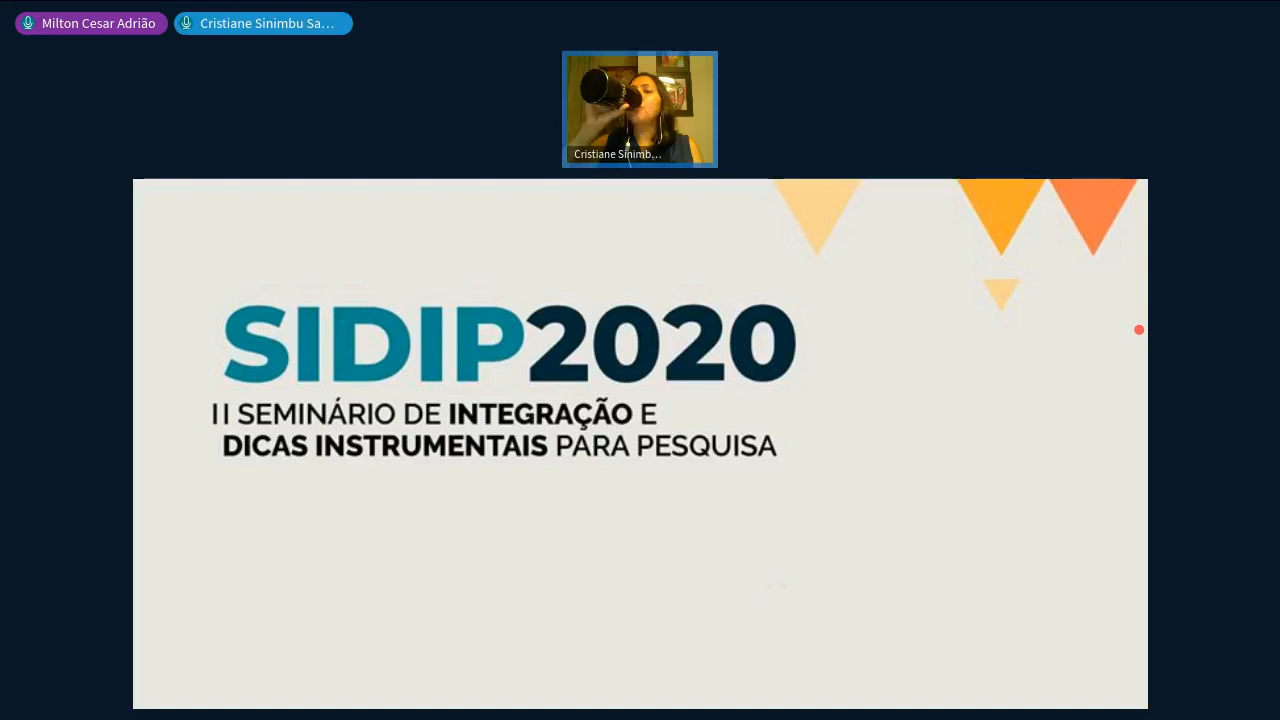 Milton Cesar Adrião
Cristiane Sinimbu Sa...
Cristiane Sinimb...
SIDIP2020
II SEMINÁRIO DE INTEGRAÇÃO E
DICAS INSTRUMENTAIS PARA PESQUISA